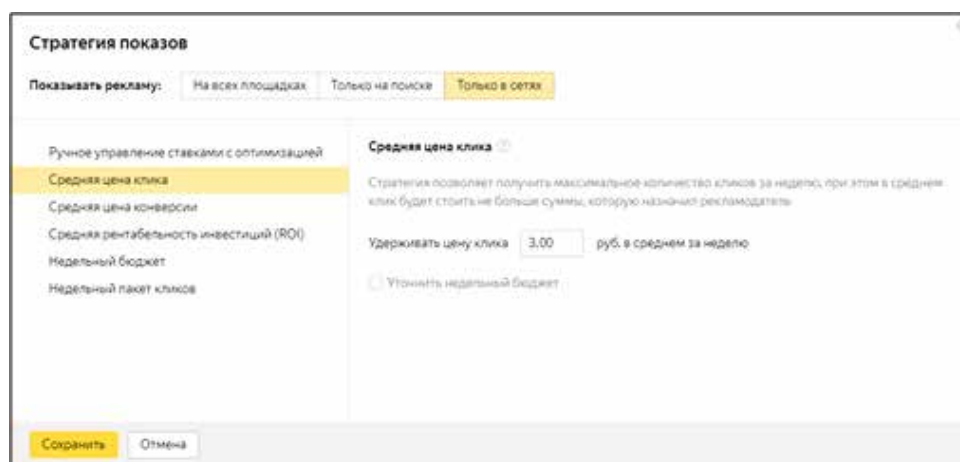 Стратегия показов
Показывать рекламу: На всех площадках Только на поиске Только в сетях
Ручное управление ставками с оптимизацией
Средняя цена клика
Средняя цена конверсии
Средняя рентабельность инвестиций (ROI)
Недельный бюджет
Недельный пакет кликов
Средняя цена клика ?
Стратегия позволяет получить максимальное количество кликов за неделю, при этом в среднем
клик будет стоить не больше суммы, которую назначил рекламодатель
Удерживать цену клика 3,00 руб. в среднем за неделю
Уточнить недельный бюджет
Сохранить Отмена